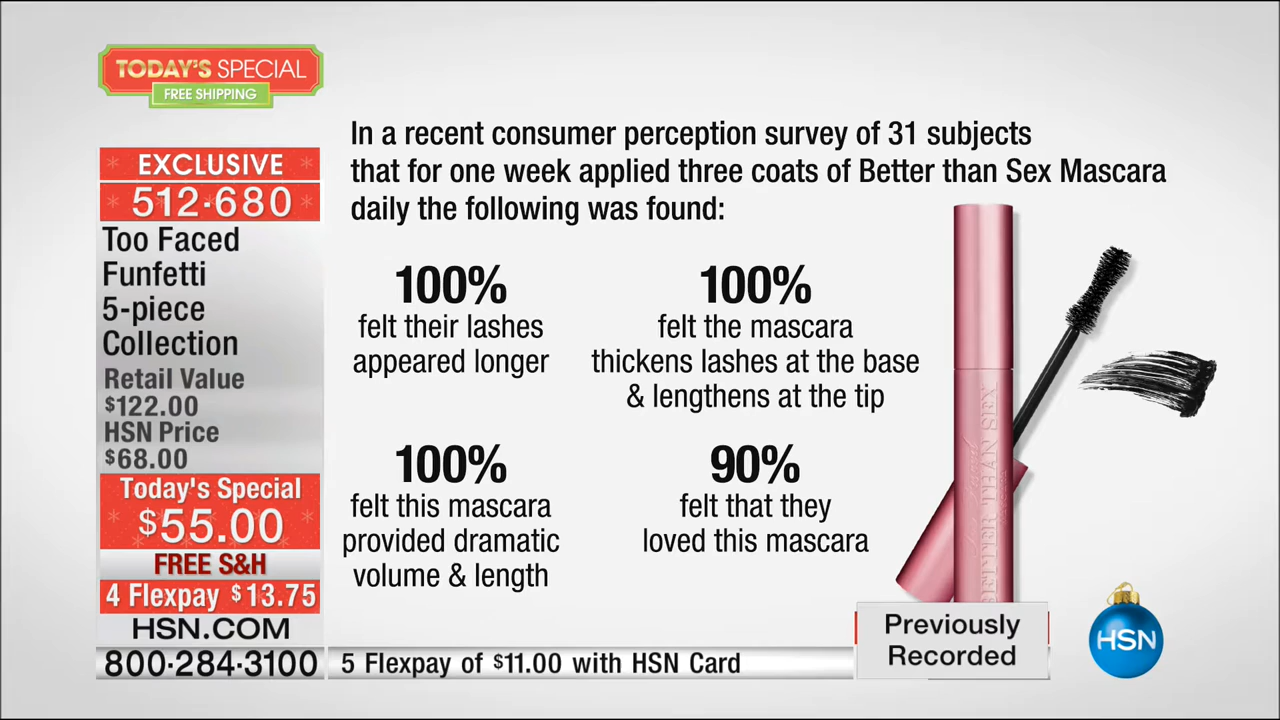 TODAY'S SPECIAL
FREE SHIPPING
EXCLUSIVE
512·680
Too Faced
Funfetti
5-piece
Collection
Retail Value
$122.00
HSN Price
$68.00
Today's Special
$55.00
FREE S&H
4 Flexpay $13.75
HSN.COM
800·284·3100
5 Flexpay of $11.00 with HSN Card
In a recent consumer perception survey of 31 subjects
that for one week applied three coats of Better than Sex Mascara
daily the following was found:
100%
felt their lashes
appeared longer
100%
felt the mascara
thickens lashes at the base
& lengthens at the tip
100%
felt this mascara
provided dramatic
volume & length
90%
felt that they
loved this mascara
BETTER THAN SEX
Previously
Recorded
HSN